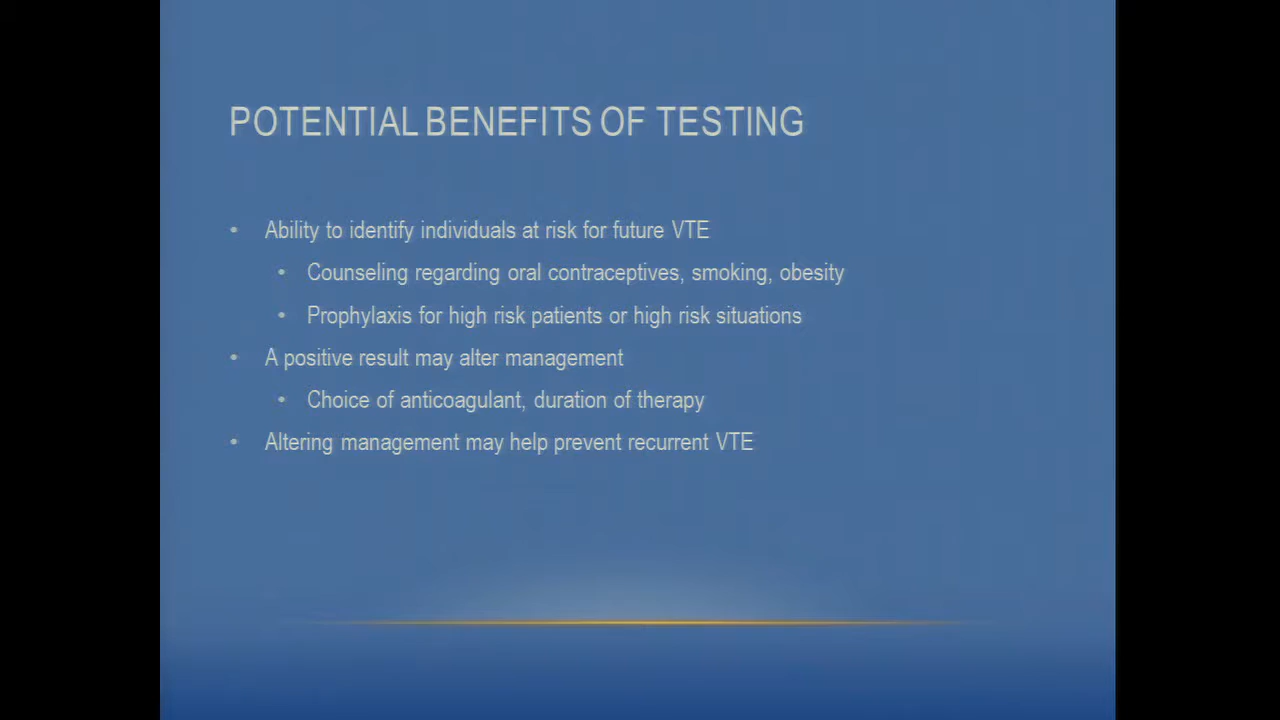 POTENTIAL BENEFITS OF TESTING
• Ability to identify individuals at risk for future VTE
• Counseling regarding oral contraceptives, smoking, obesity
• Prophylaxis for high risk patients or high risk situations
• A positive result may alter management
• Choice of anticoagulant, duration of therapy
• Altering management may help prevent recurrent VTE